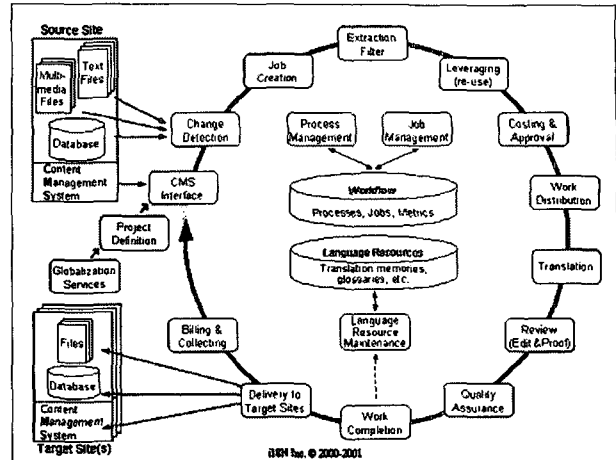 Source Site
Text
Files
Multi-
media
Files
Database
Content
Management
System
Extraction
Filter
Job
Creation
Leveraging
(re-use)
Change
Detection
Process
Management
Job
Management
Costing &
Approval
CMS
Interface
Workflow
Processes, Jobs, Metrics
Work
Distribution
Project
Definition
Globalization
Services
Language Resources
Translation memories,
glossaries, etc.
Translation
Billing &
Collecting
Language
Resource
Maintenance
Review
(Edit & Proof)
Files
Database
Content
Management
System
Target Site(s)
Delivery to
Target Sites
Work
Completion
Quality
Assurance
Inc. © 2000-2001